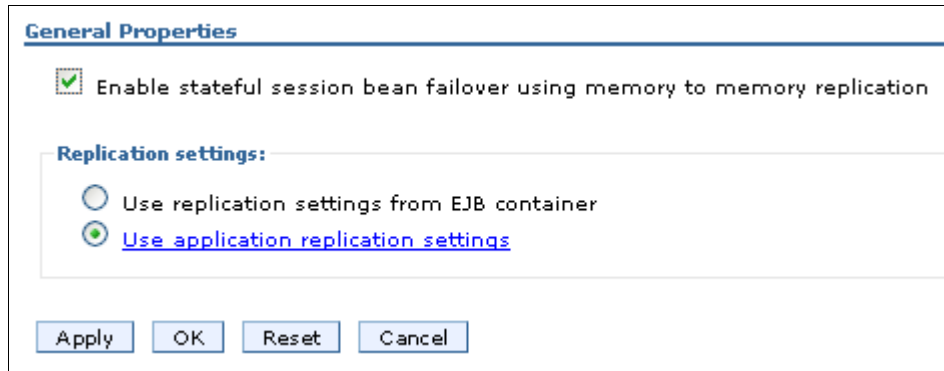 General Properties
Enable stateful session bean failover using memory to memory replication
Replication settings:
Use replication settings from EJB container
Use application replication settings
Apply OK Reset Cancel